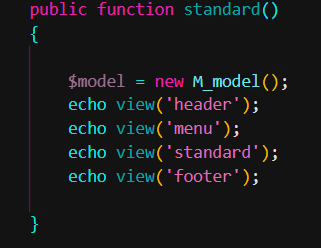 public function standard()
{
$model = new M_model();
echo view('header');
echo view('menu');
echo view('standard');
echo view('footer');
}